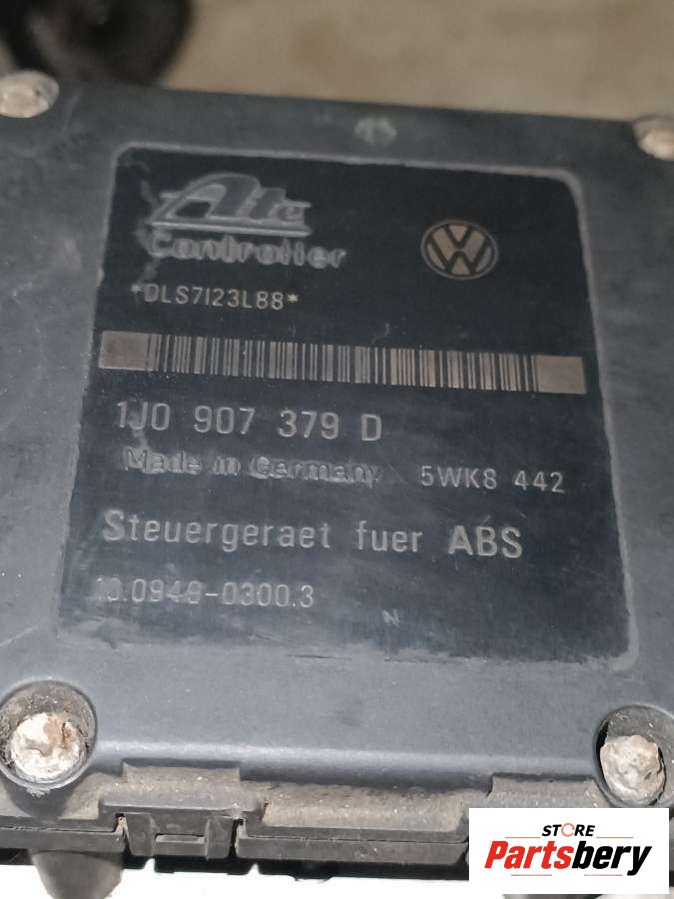 Ate
Controller
*DLS7I23L88*
1J0 907 379 D
Made in Germany 5WK8 442
Steuergeraet fuer ABS
10.0949-0300.3
N
STORE
Partsbery